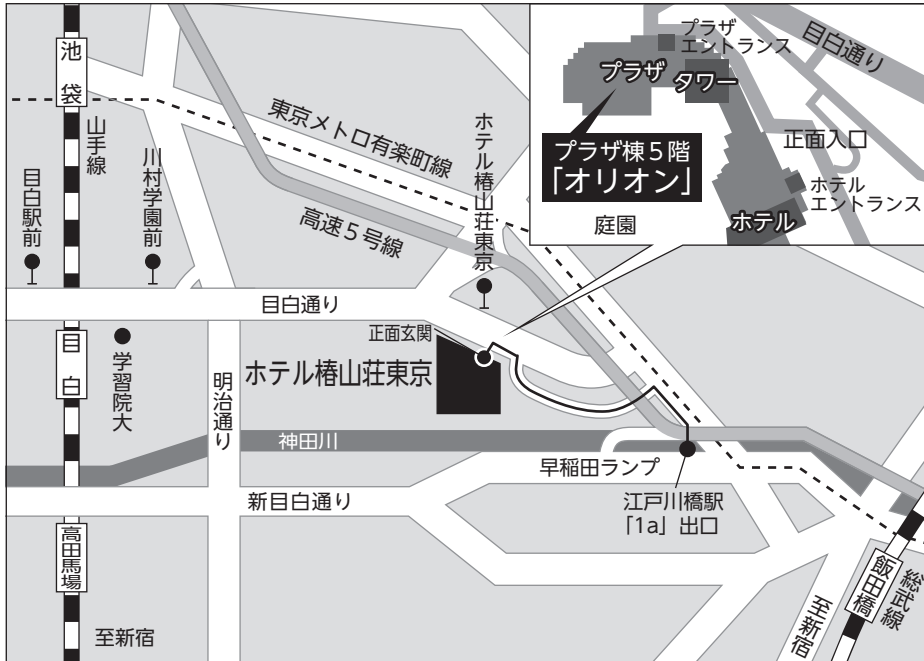 池袋
山手線
目白駅前
川村学園前
東京メトロ有楽町線
高速5号線
ホテル椿山荘東京
プラザ
エントランス
目白通り
プラザ
タワー
正面入口
プラザ棟5階
「オリオン」
ホテル
エントランス
庭園
ホテル
目白通り
正面玄関
ホテル椿山荘東京
目白
学習院大
明治通り
神田川
早稲田ランプ
新目白通り
江戸川橋駅
「1a」出口
高田馬場
至新宿
至新宿
飯田橋
総武線